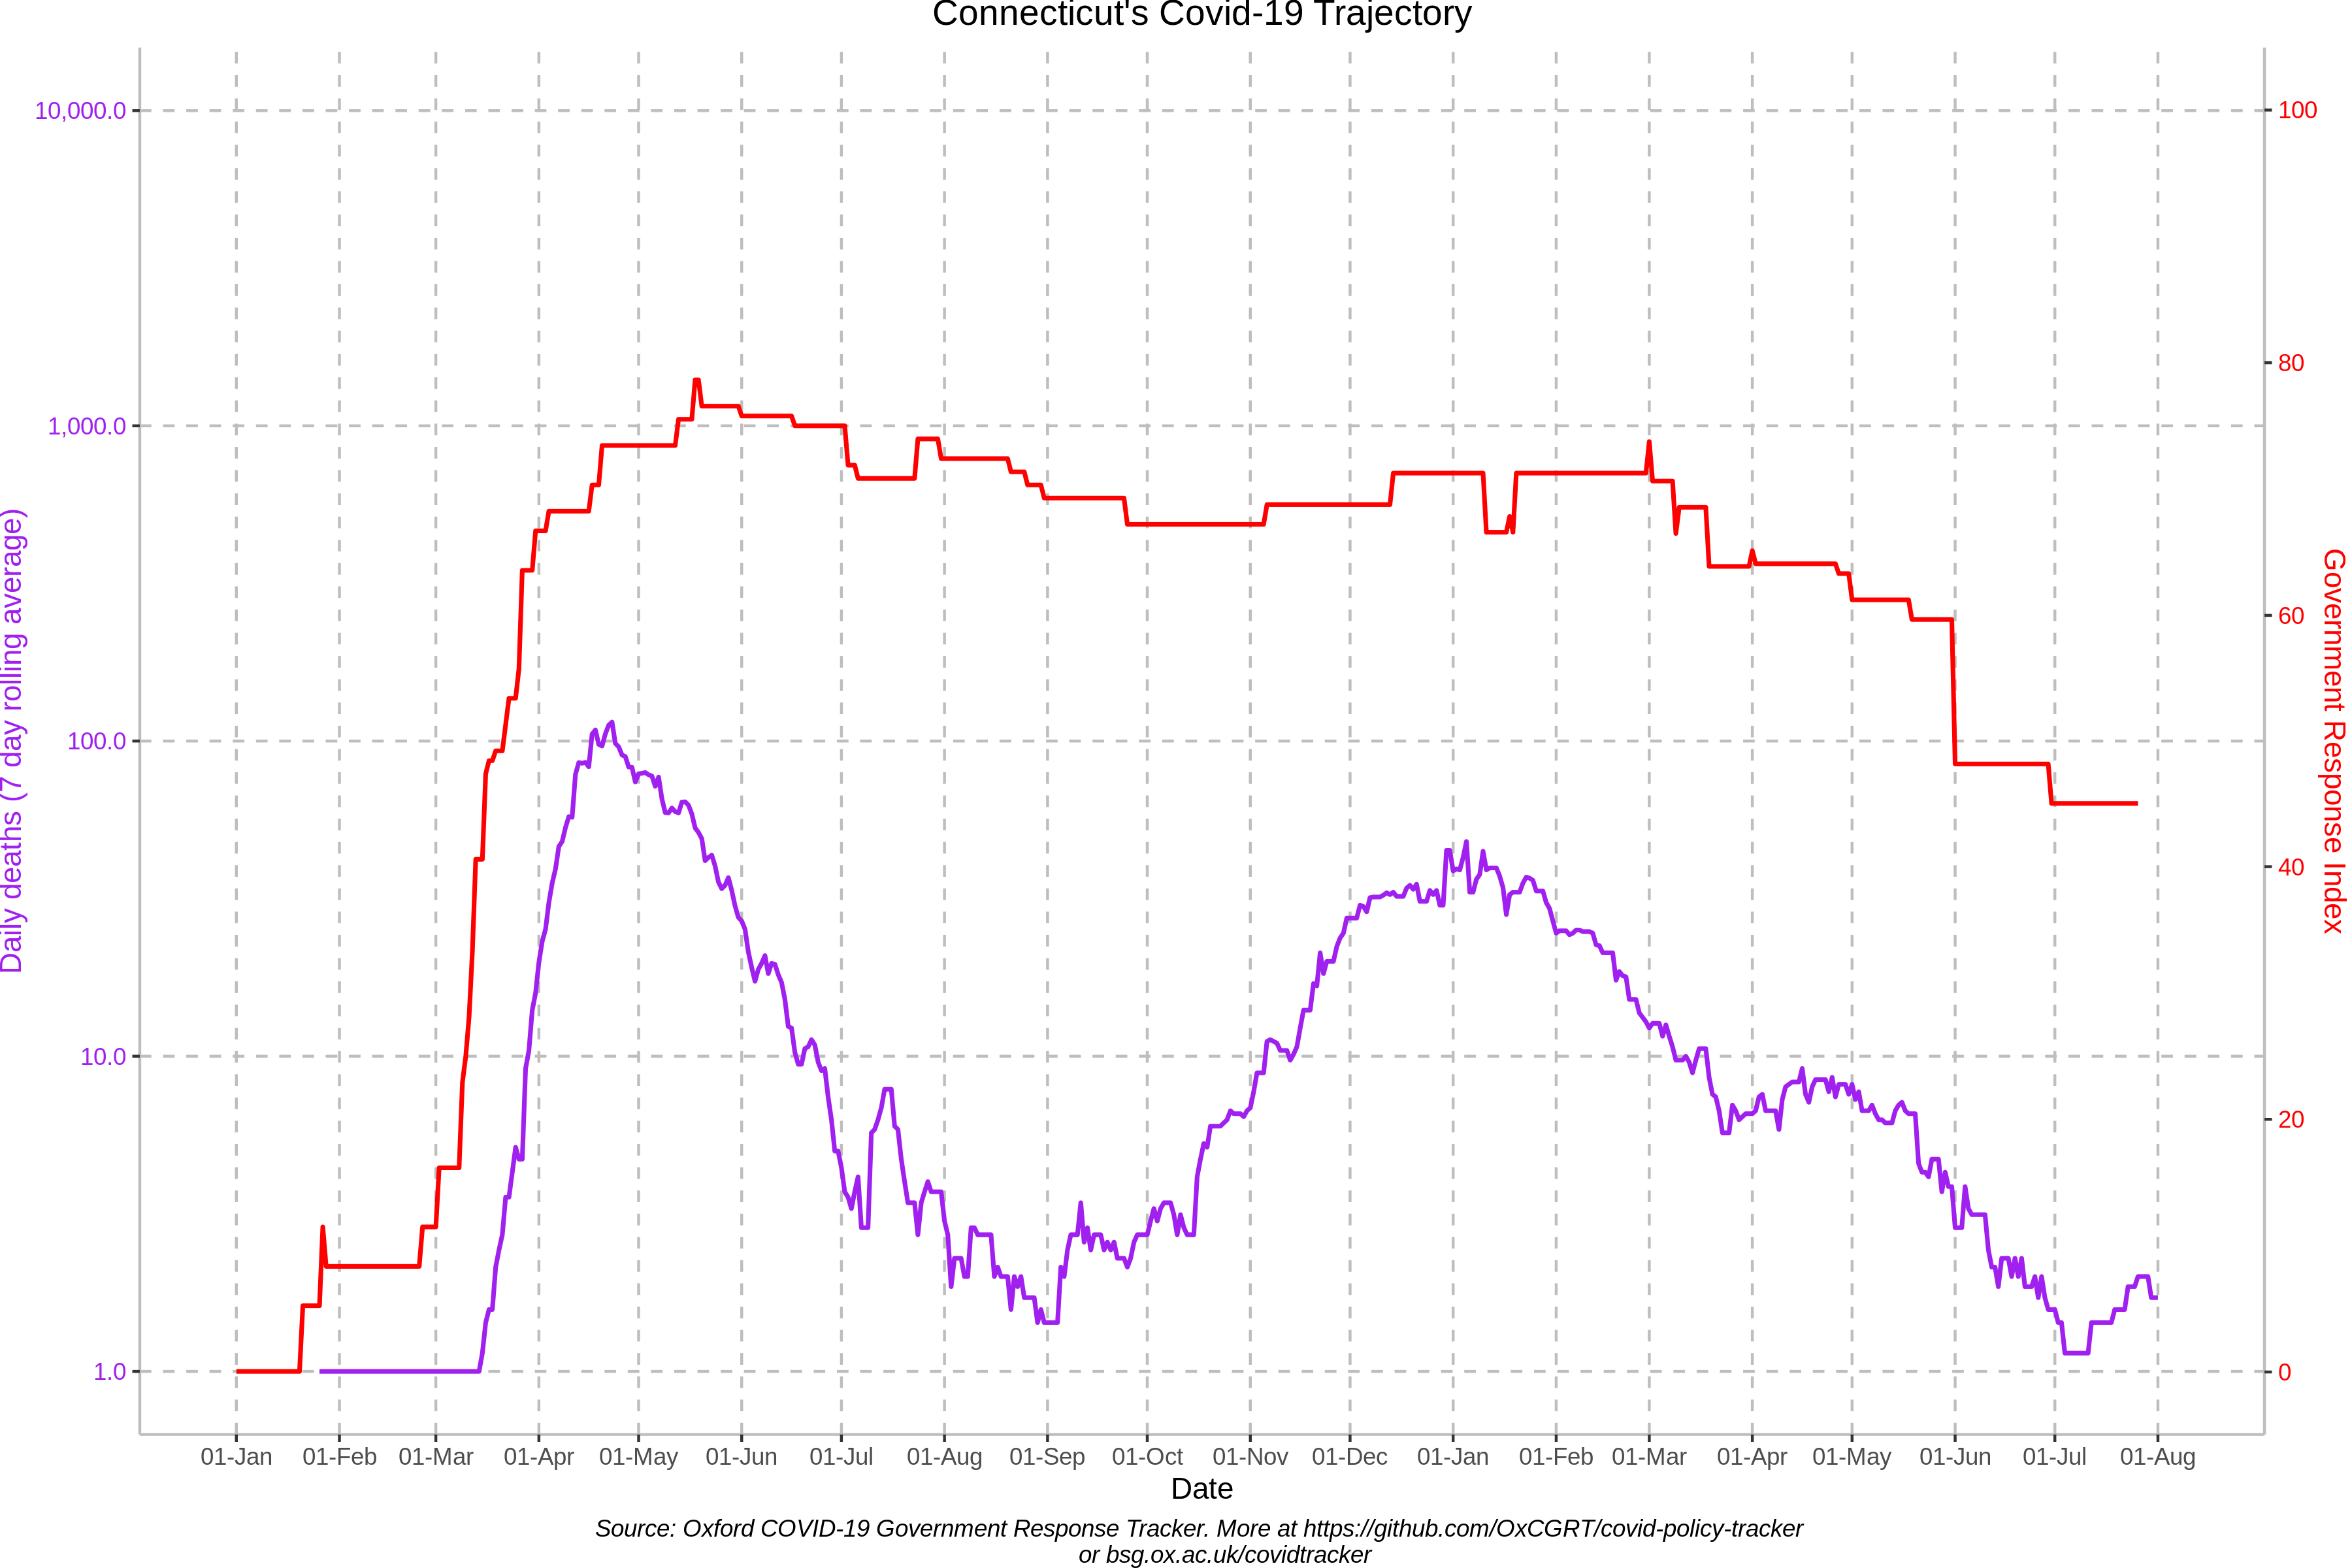 Connecticut's Covid-19 Trajectory
10,000.0
1,000.0
100.0
10.0
1.0
Daily deaths (7 day rolling average)
100
80
60
40
20
0
Government Response Index
01-Jan 01-Feb 01-Mar 01-Apr 01-May 01-Jun 01-Jul 01-Aug 01-Sep 01-Oct 01-Nov 01-Dec 01-Jan 01-Feb 01-Mar 01-Apr 01-May 01-Jun 01-Jul 01-Aug
Date
Source: Oxford COVID-19 Government Response Tracker. More at https://github.com/OxCGRT/covid-policy-tracker
or bsg.ox.ac.uk/covidtracker